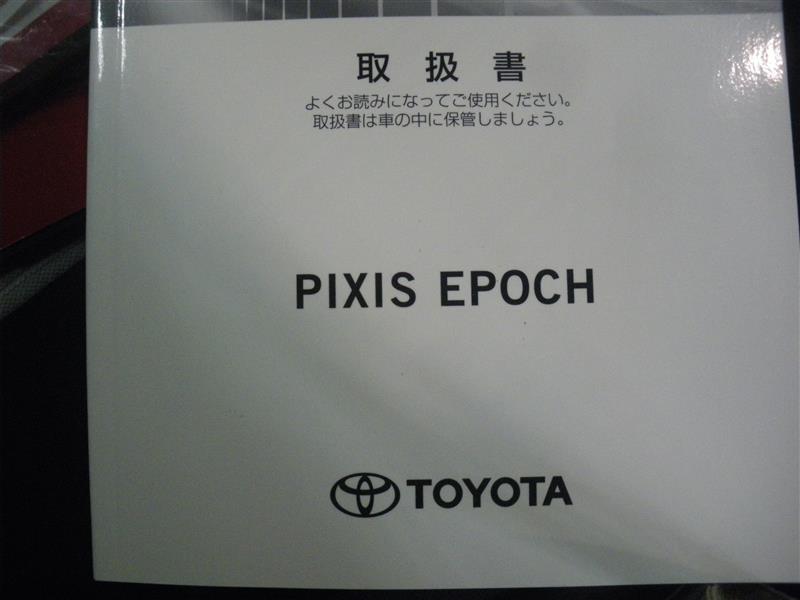 取扱書
よくお読みになってご使用ください。
取扱書は車の中に保管しましょう。
PIXIS EPOCH
TOYOTA